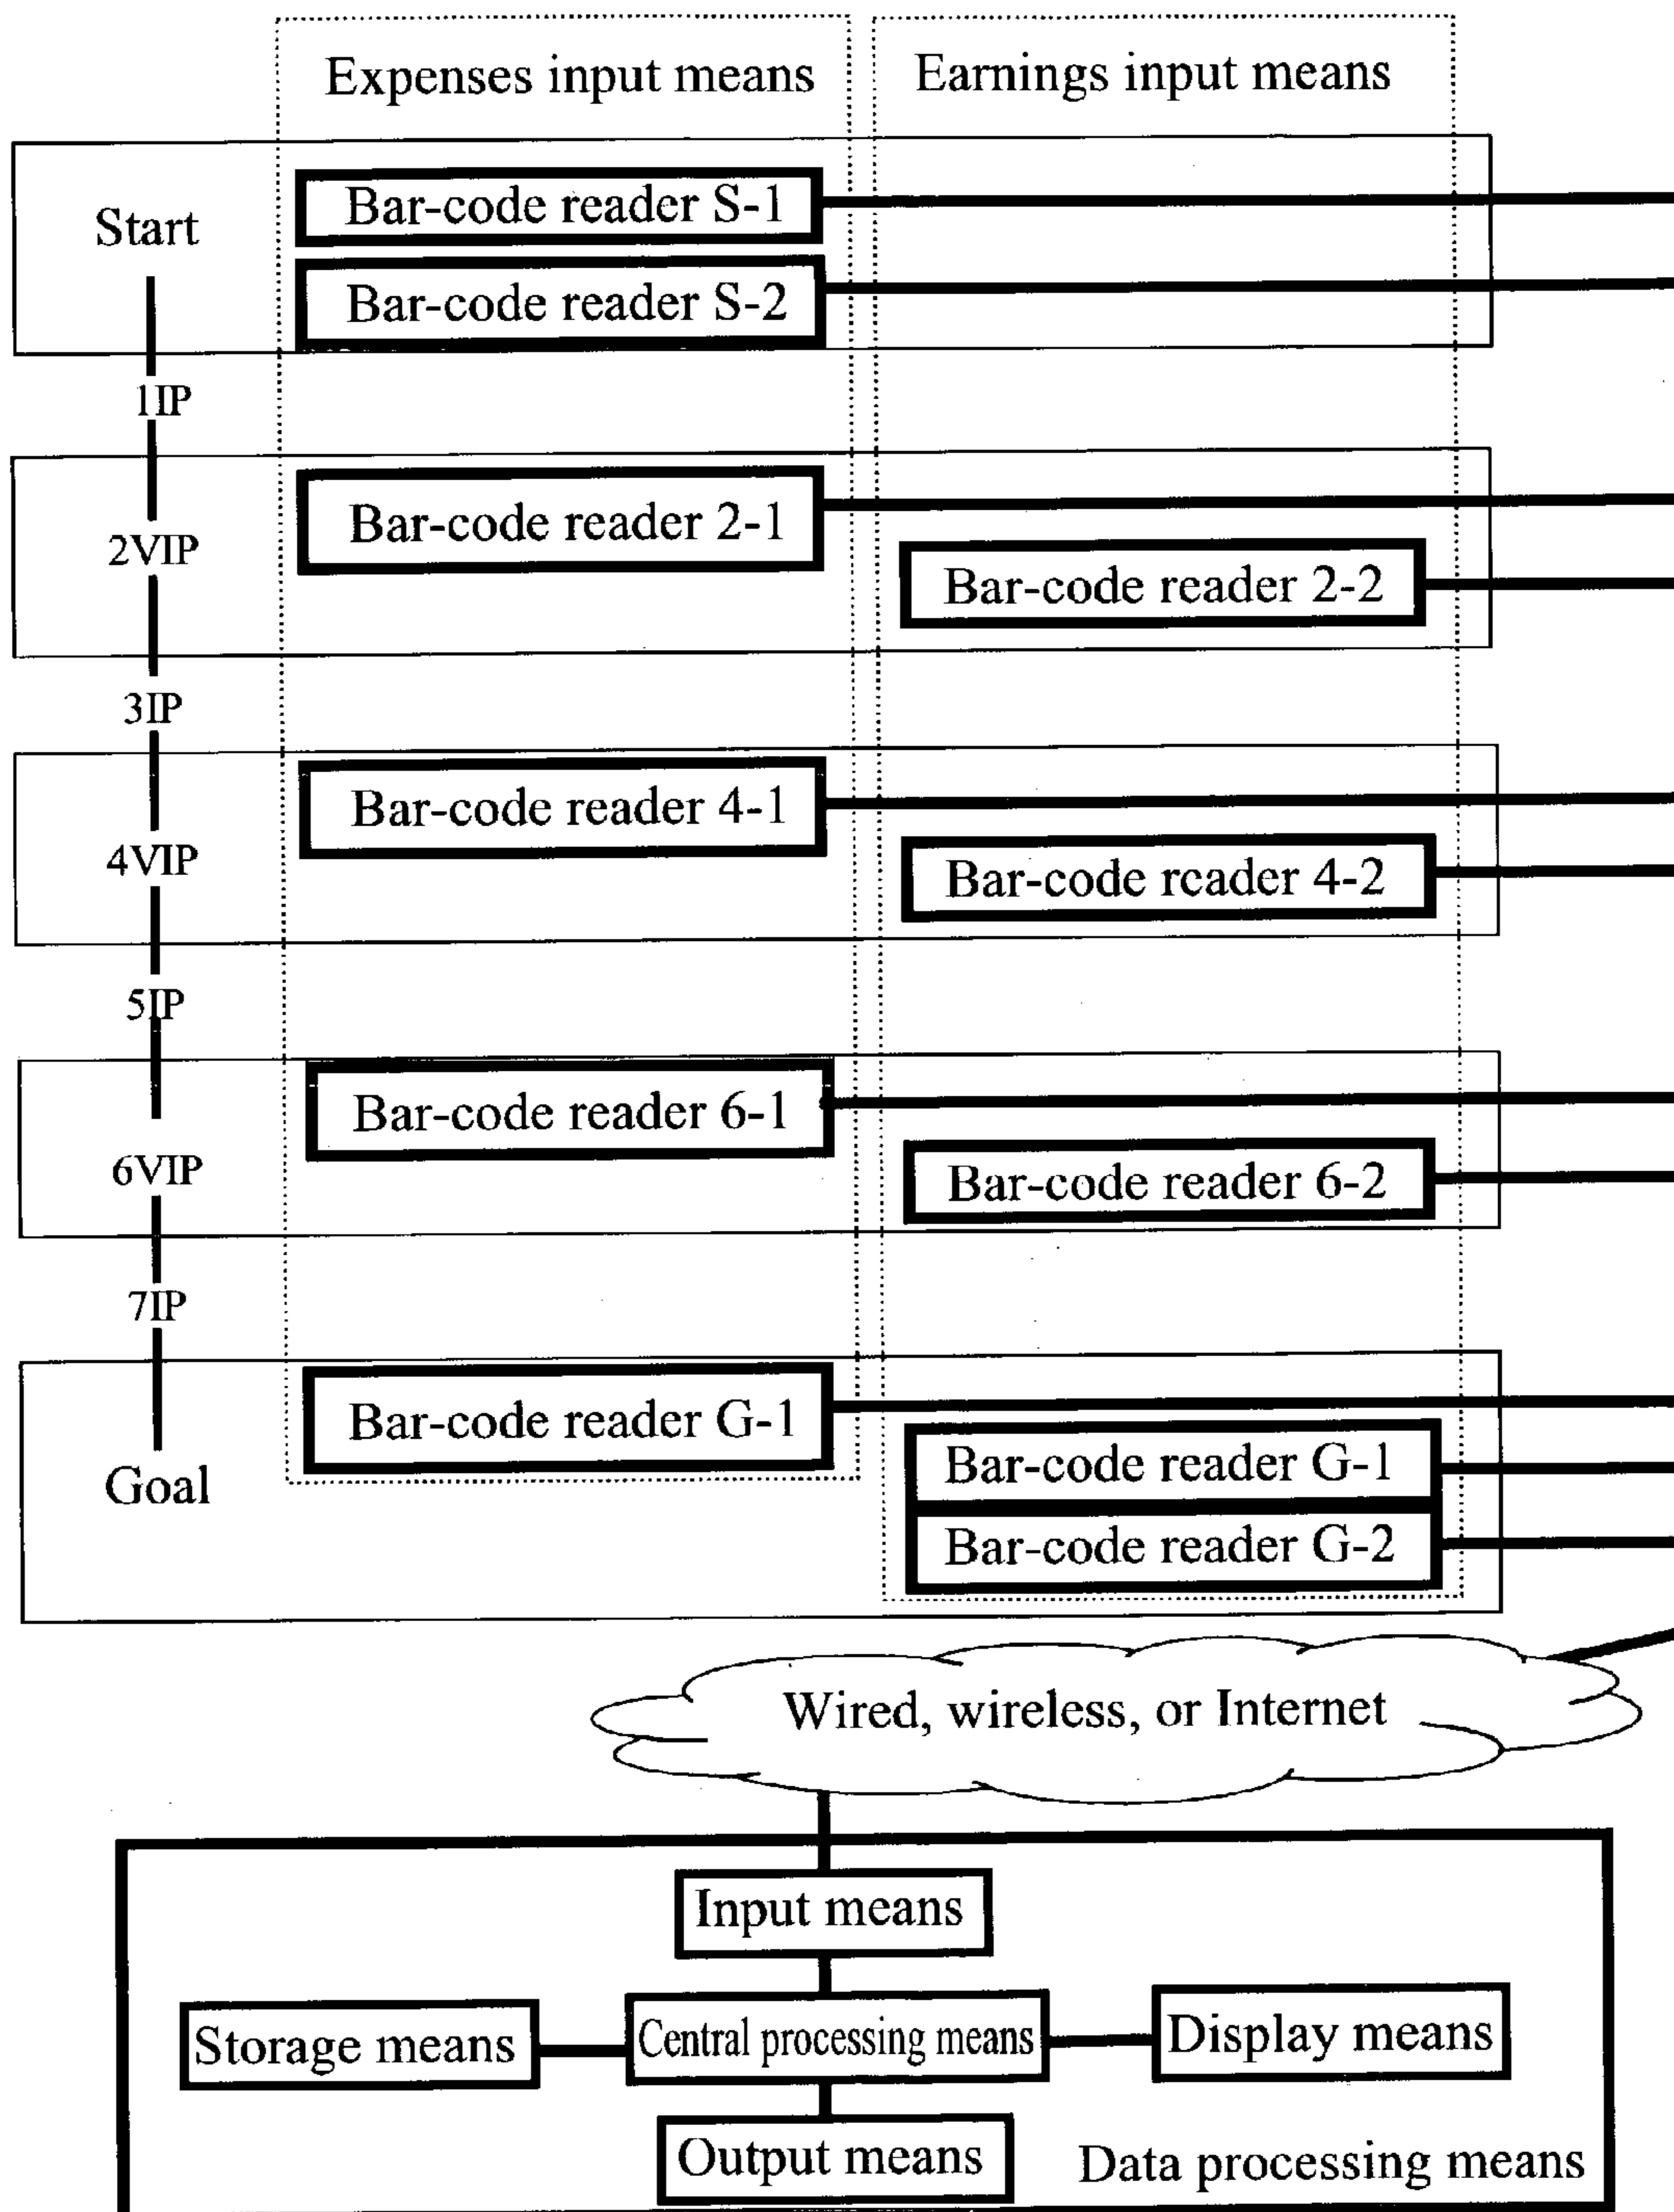 Expenses input means
Earnings input means
Start
Bar-code reader S-1
Bar-code reader S-2
1IP
2VIP
Bar-code reader 2-1
Bar-code reader 2-2
3IP
4VIP
Bar-code reader 4-1
Bar-code reader 4-2
5IP
6VIP
Bar-code reader 6-1
Bar-code reader 6-2
7IP
Goal
Bar-code reader G-1
Bar-code reader G-1
Bar-code reader G-2
Wired, wireless, or Internet
Input means
Storage means
Central processing means
Display means
Output means
Data processing means